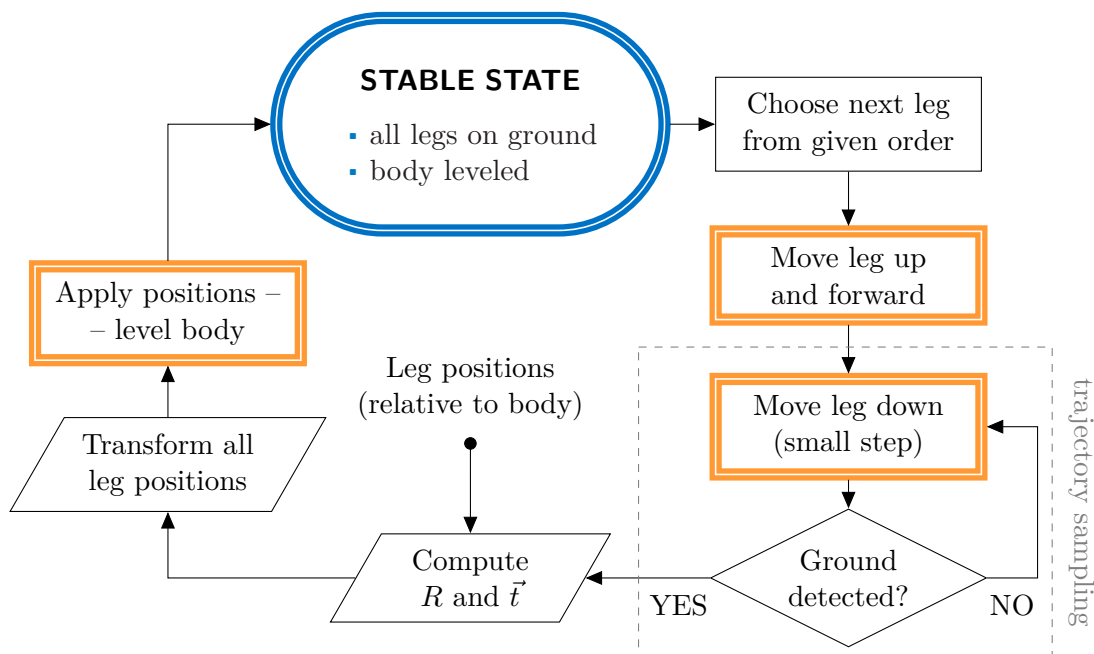 STABLE STATE
▪ all legs on ground
▪ body leveled
Choose next leg
from given order
Move leg up
and forward
Move leg down
(small step)
trajectory sampling
Ground
detected?
YES
NO
Leg positions
(relative to body)
Compute
R and \vec{t}
Transform all
leg positions
Apply positions –
– level body